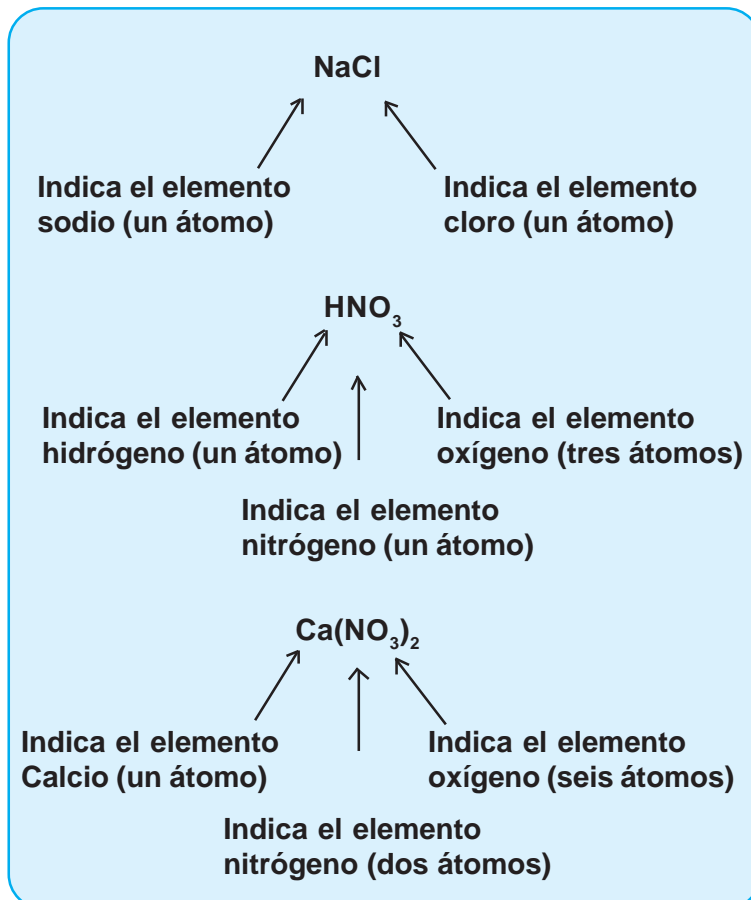 NaCl
Indica el elemento
sodio (un átomo)
Indica el elemento
cloro (un átomo)
HNO₃
Indica el elemento
hidrógeno (un átomo)
Indica el elemento
oxígeno (tres átomos)
Indica el elemento
nitrógeno (un átomo)
Ca(NO₃)₂
Indica el elemento
Calcio (un átomo)
Indica el elemento
oxígeno (seis átomos)
Indica el elemento
nitrógeno (dos átomos)